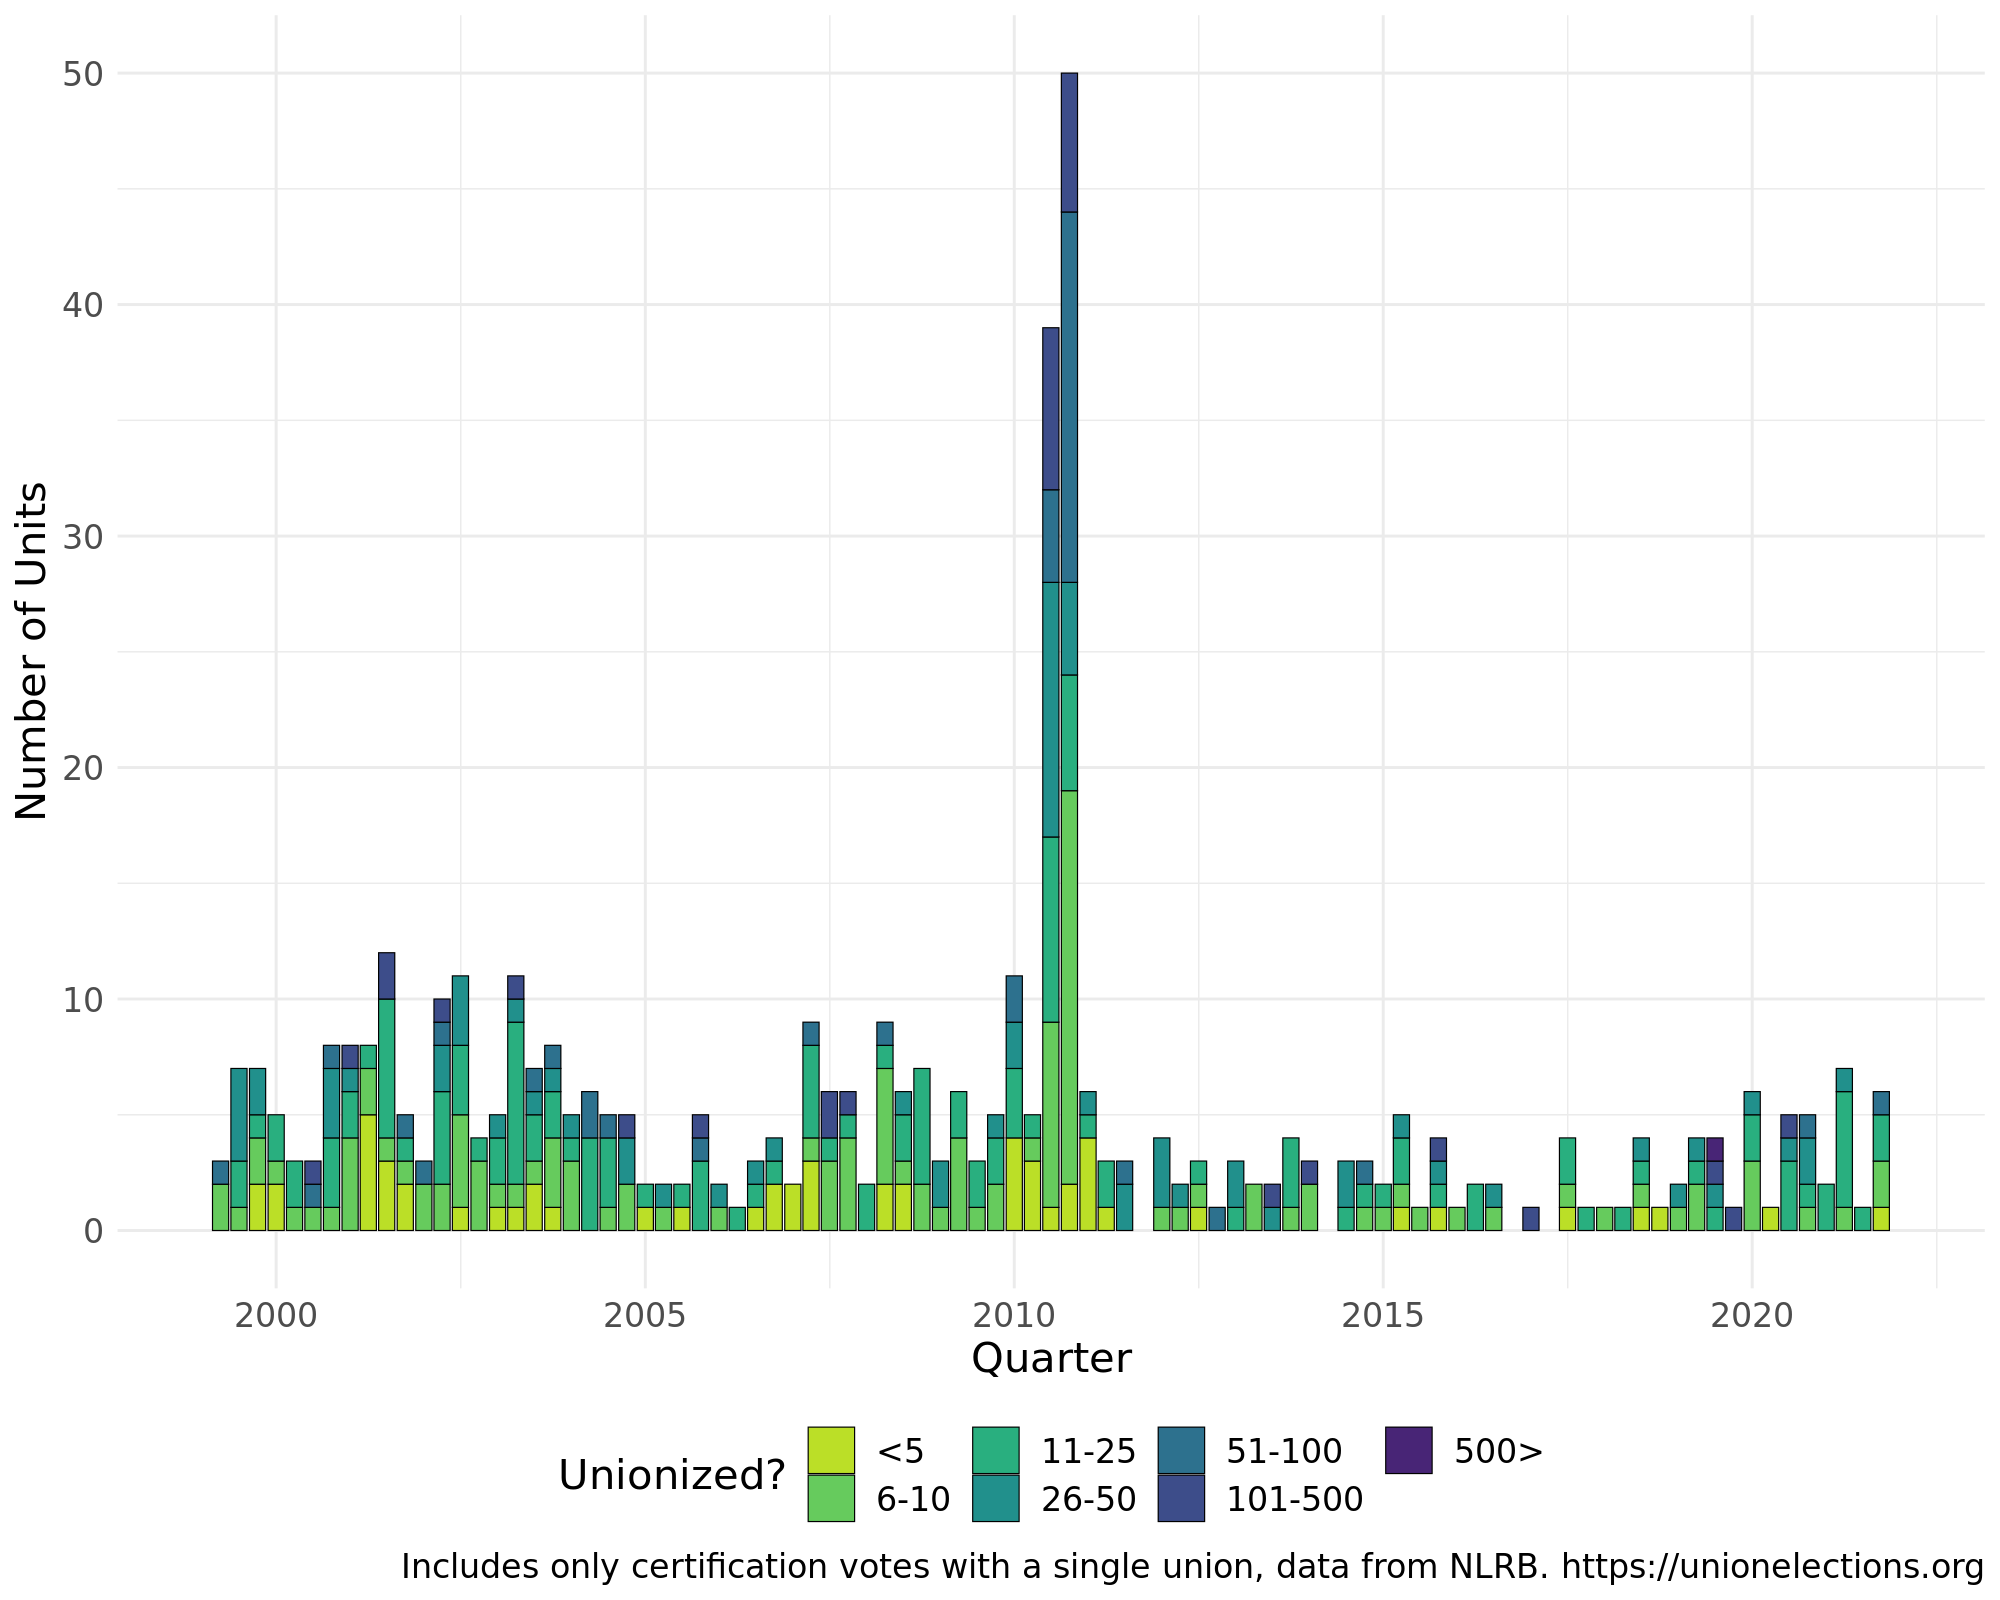 50
40
30
20
10
0
Number of Units
2000 2005 2010 2015 2020
Quarter
Unionized?
<5 11-25 51-100 500>
6-10 26-50 101-500
Includes only certification votes with a single union, data from NLRB. https://unionelections.org